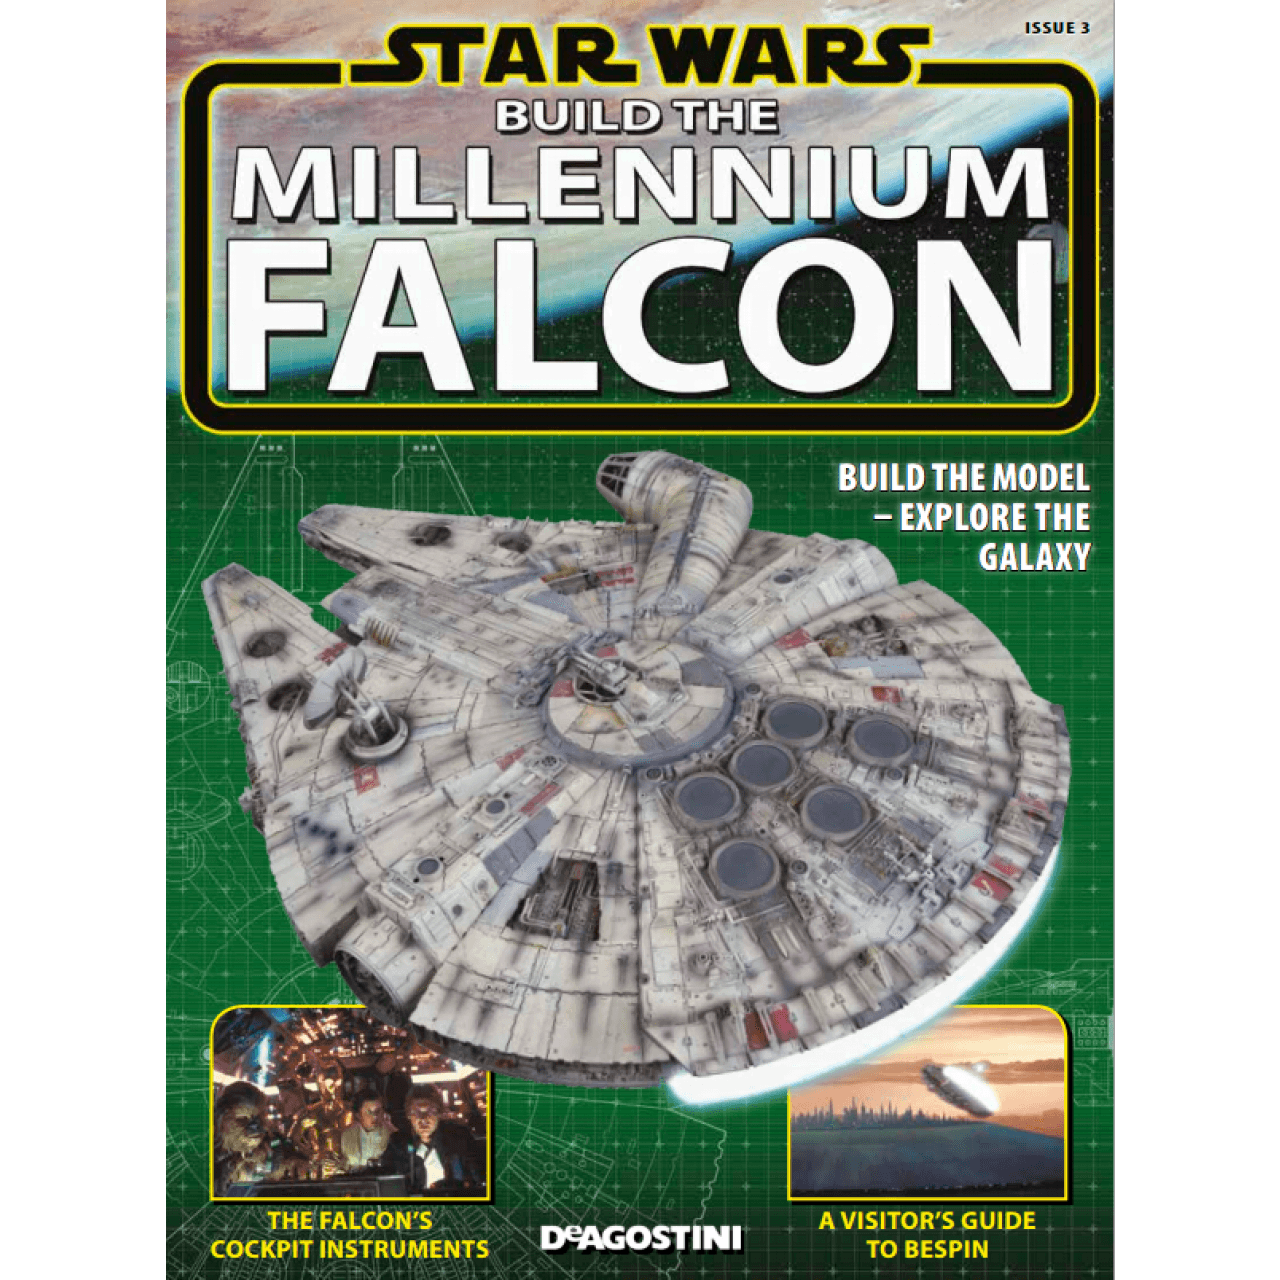 ISSUE 3
STAR WARS
BUILD THE
MILLENNIUM
FALCON
BUILD THE MODEL
– EXPLORE THE
GALAXY
THE FALCON'S
COCKPIT INSTRUMENTS
DeAGOSTINI
A VISITOR'S GUIDE
TO BESPIN